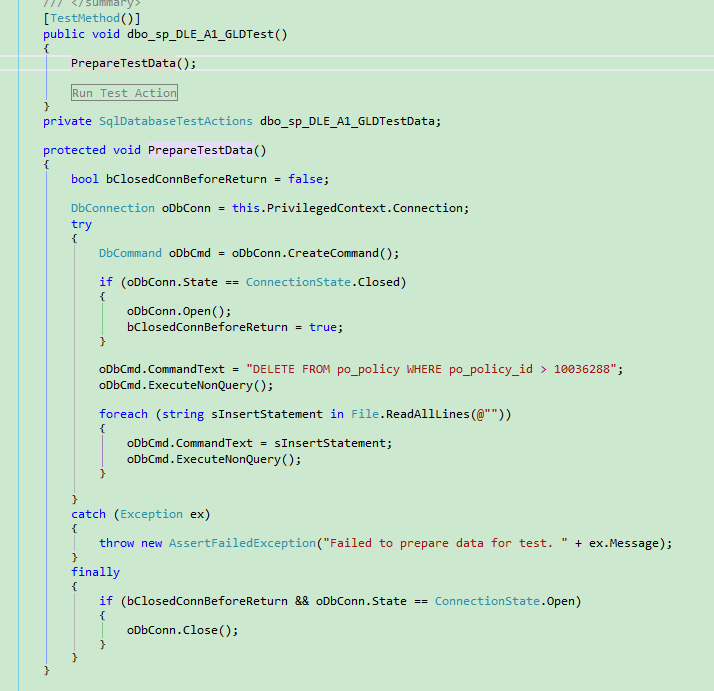 /// </summary>
[TestMethod()]
public void dbo_sp_DLE_A1_GLDTest()
{
PrepareTestData();
Run Test Action
}
private SqlDatabaseTestActions dbo_sp_DLE_A1_GLDTestData;
protected void PrepareTestData()
{
bool bClosedConnBeforeReturn = false;
DbConnection oDbConn = this.PrivilegedContext.Connection;
try
{
DbCommand oDbCmd = oDbConn.CreateCommand();
if (oDbConn.State == ConnectionState.Closed)
{
oDbConn.Open();
bClosedConnBeforeReturn = true;
}
oDbCmd.CommandText = "DELETE FROM po_policy WHERE po_policy_id > 10036288";
oDbCmd.ExecuteNonQuery();
foreach (string sInsertStatement in File.ReadAllLines(@""))
{
oDbCmd.CommandText = sInsertStatement;
oDbCmd.ExecuteNonQuery();
}
}
catch (Exception ex)
{
throw new AssertFailedException("Failed to prepare data for test. " + ex.Message);
}
finally
{
if (bClosedConnBeforeReturn && oDbConn.State == ConnectionState.Open)
{
oDbConn.Close();
}
}
}